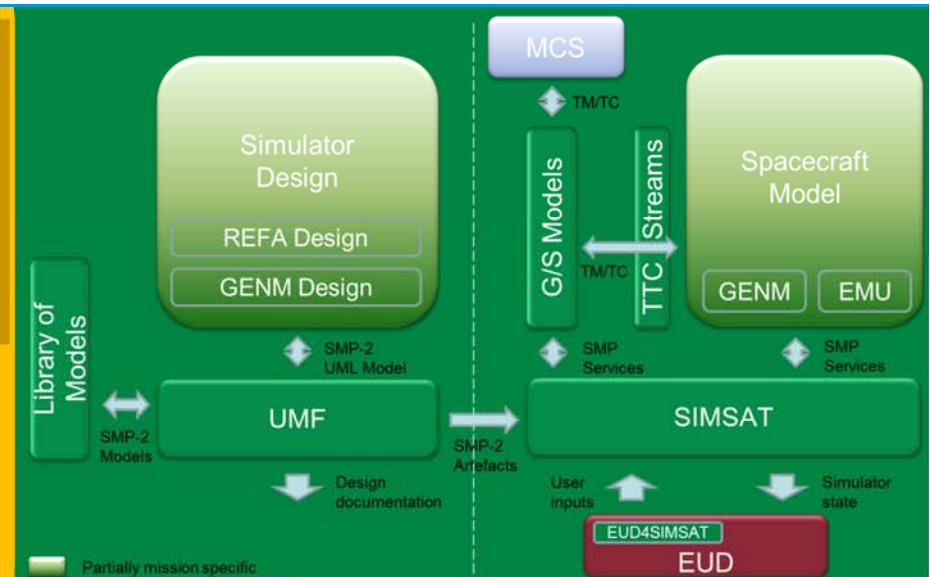 MCS
TM/TC
Simulator
Design
REFA Design
GENM Design
G/S Models
TTC Streams
TM/TC
Spacecraft
Model
GENM
EMU
Library of
Models
SMP-2
UML Model
SMP
Services
SMP
Services
UMF
SIMSAT
SMP-2
Models
SMP-2
Artefacts
Design
documentation
User
inputs
Simulator
state
EUD4SIMSAT
EUD
Partially mission specific